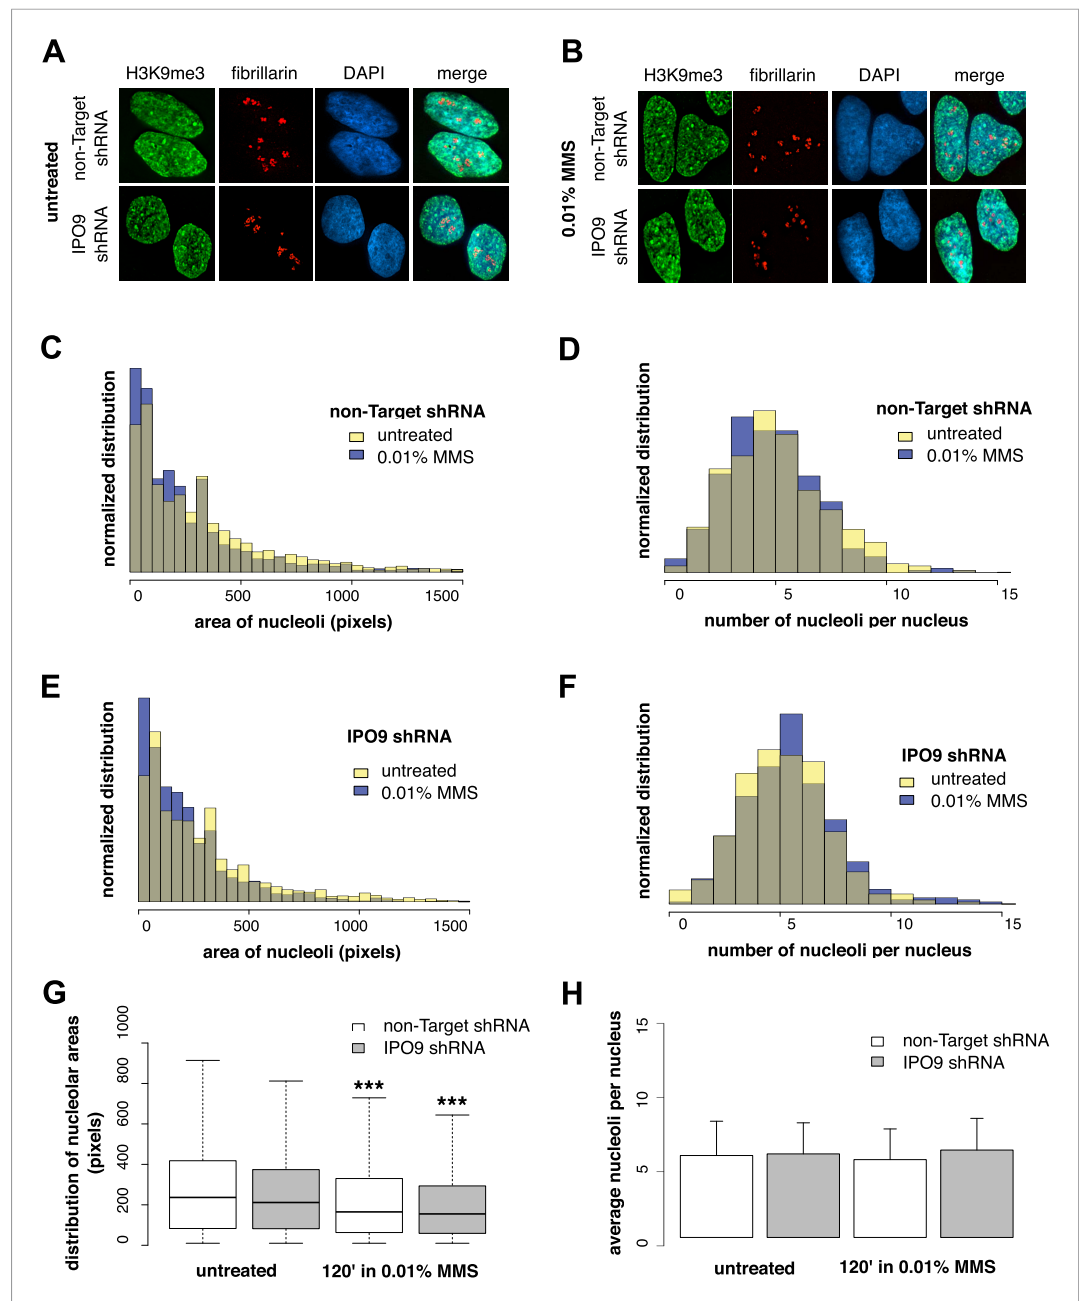 A
H3K9me3 fibrillarin DAPI merge
untreated
non-Target
shRNA
IPO9
shRNA
B
H3K9me3 fibrillarin DAPI merge
0.01% MMS
non-Target
shRNA
IPO9
shRNA
C
normalized distribution
non-Target shRNA
untreated
0.01% MMS
0 500 1000 1500
area of nucleoli (pixels)
D
normalized distribution
non-Target shRNA
untreated
0.01% MMS
0 5 10 15
number of nucleoli per nucleus
E
normalized distribution
IPO9 shRNA
untreated
0.01% MMS
0 500 1000 1500
area of nucleoli (pixels)
F
normalized distribution
IPO9 shRNA
untreated
0.01% MMS
0 5 10 15
number of nucleoli per nucleus
G
distribution of nucleolar areas
(pixels)
0 200 400 600 800 1000
non-Target shRNA
IPO9 shRNA
***
***
untreated 120' in 0.01% MMS
H
average nucleoli per nucleus
0 5 10 15
non-Target shRNA
IPO9 shRNA
untreated 120' in 0.01% MMS